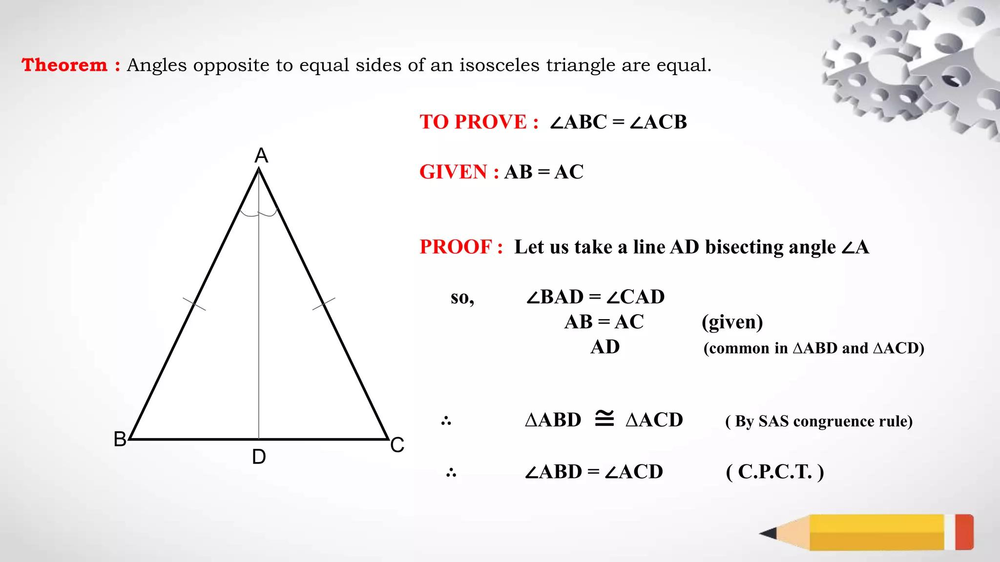 Theorem : Angles opposite to equal sides of an isosceles triangle are equal.
TO PROVE : ∠ABC = ∠ACB
GIVEN : AB = AC
PROOF : Let us take a line AD bisecting angle ∠A
so, ∠BAD = ∠CAD
AB = AC (given)
AD (common in ∆ABD and ∆ACD)
∴ ∆ABD ≅ ∆ACD ( By SAS congruence rule)
∴ ∠ABD = ∠ACD ( C.P.C.T. )
A
B
C
D